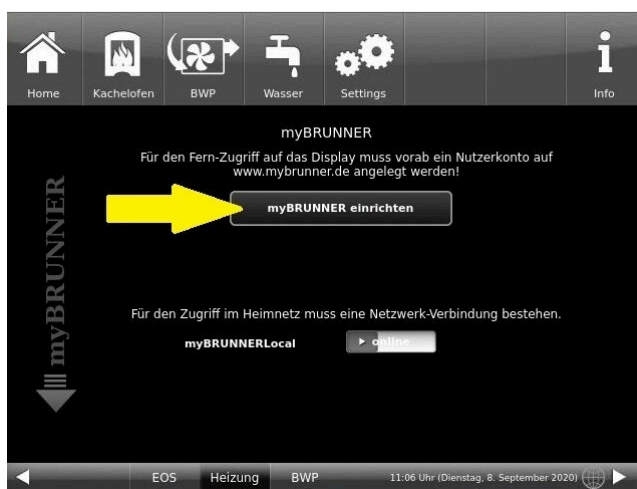 Home
Kachelofen
BWP
Wasser
Settings
Info
myBRUNNER
Für den Fern-Zugriff auf das Display muss vorab ein Nutzerkonto auf
www.mybrunner.de angelegt werden!
myBRUNNER
myBRUNNER einrichten
Für den Zugriff im Heimnetz muss eine Netzwerk-Verbindung bestehen.
myBRUNNERLocal
online
EOS
Heizung
BWP
11:06 Uhr (Dienstag, 8. September 2020)